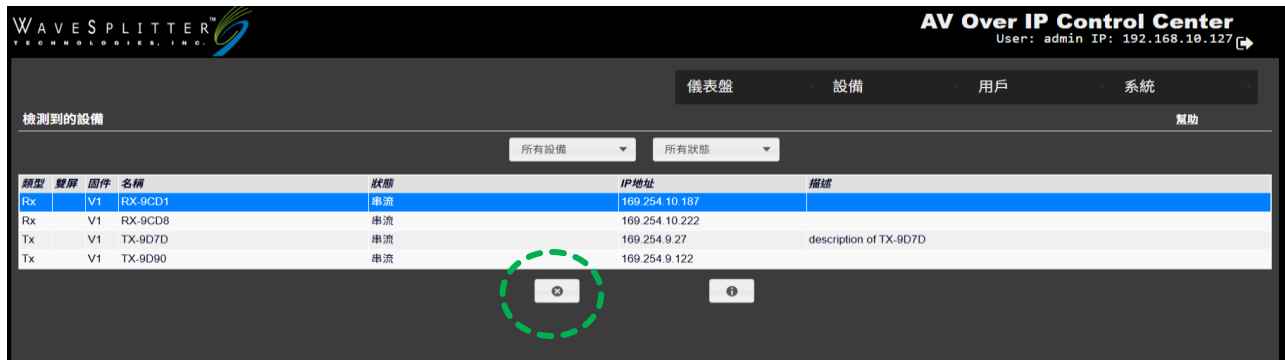 WAVESPLITTER™
TECHNOLOGIES, INC.
AV Over IP Control Center
User: admin IP: 192.168.10.127
儀表盤 設備 用戶 系統
檢測到的設備 幫助
所有設備 所有狀態
類型 雙屏 固件 名稱 狀態 IP地址 描述
Rx V1 RX-9CD1 串流 169.254.10.187
Rx V1 RX-9CD8 串流 169.254.10.222
Tx V1 TX-9D7D 串流 169.254.9.27 description of TX-9D7D
Tx V1 TX-9D90 串流 169.254.9.122